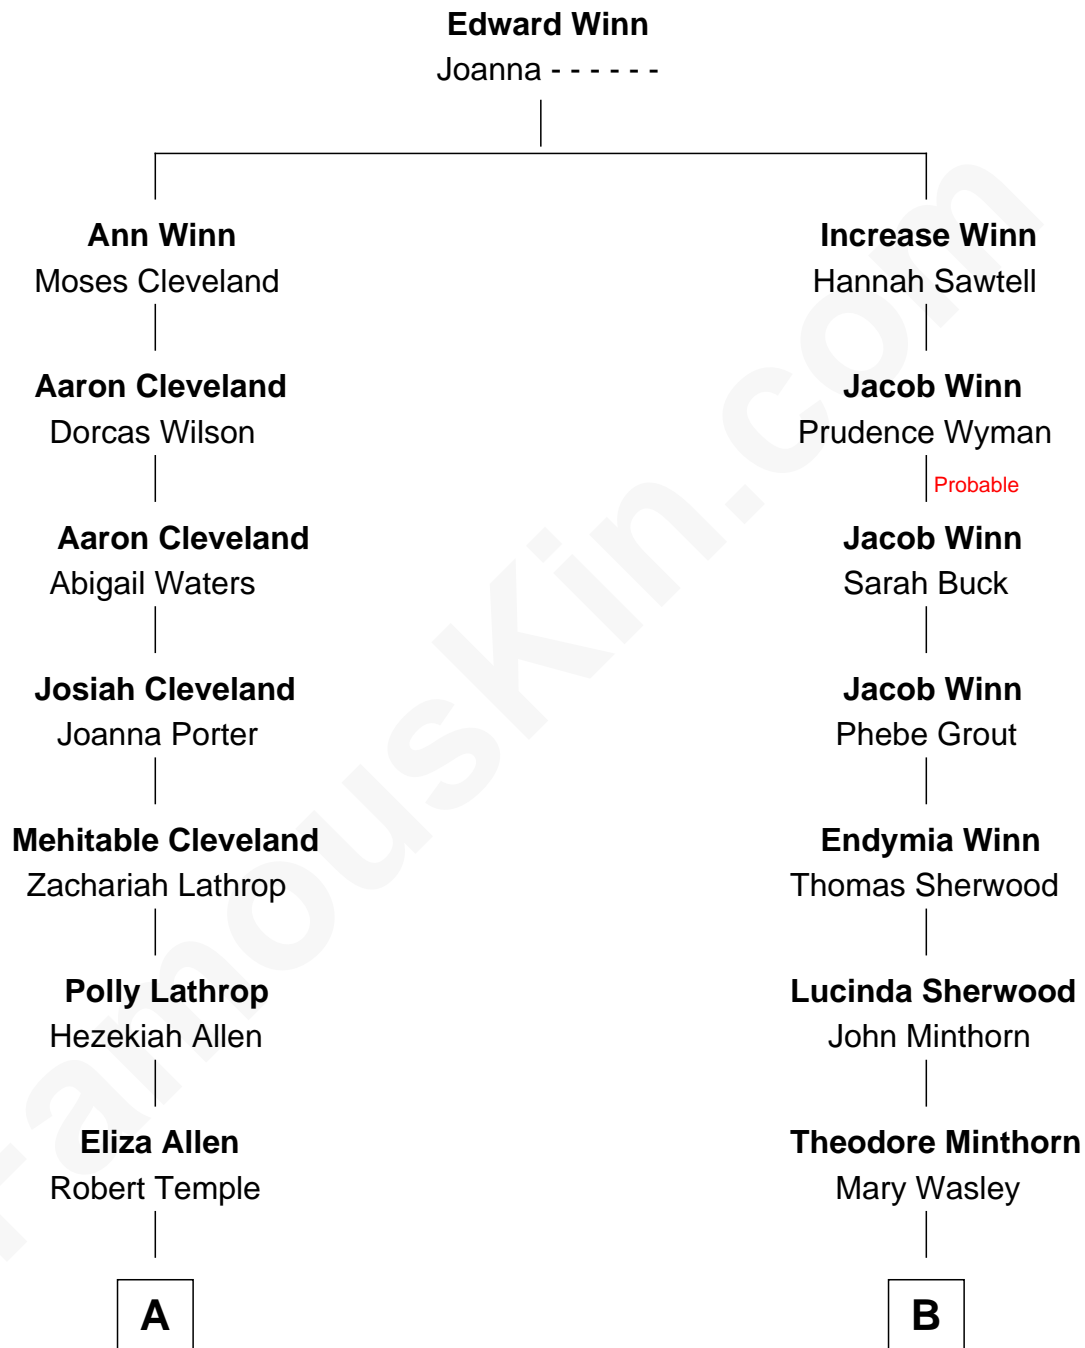 Edward Winn
Joanna - - - - - -
Ann Winn
Moses Cleveland
Increase Winn
Hannah Sawtell
Aaron Cleveland
Dorcas Wilson
Jacob Winn
Prudence Wyman
Probable
Aaron Cleveland
Abigail Waters
Jacob Winn
Sarah Buck
Josiah Cleveland
Joanna Porter
Jacob Winn
Phebe Grout
Mehitable Cleveland
Zachariah Lathrop
Endymia Winn
Thomas Sherwood
Polly Lathrop
Hezekiah Allen
Lucinda Sherwood
John Minthorn
Eliza Allen
Robert Temple
Theodore Minthorn
Mary Wasley
A
B
FamousKin.com